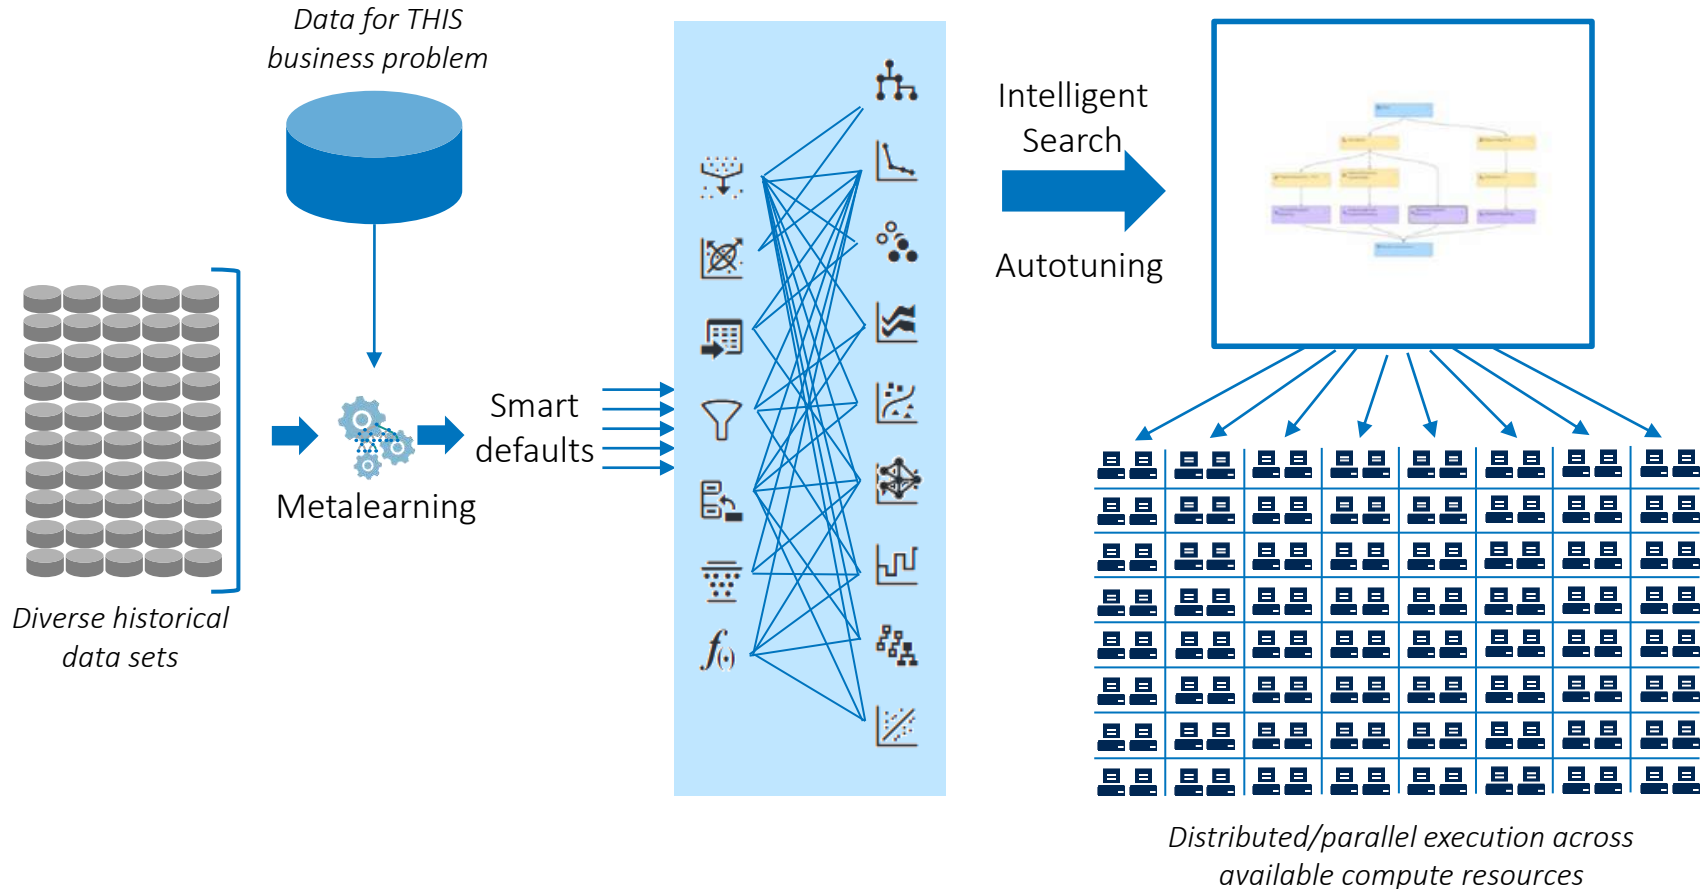 Data for THIS
business problem
Diverse historical
data sets
Metalearning
Smart
defaults
f(·)
Intelligent
Search
Autotuning
Distributed/parallel execution across
available compute resources